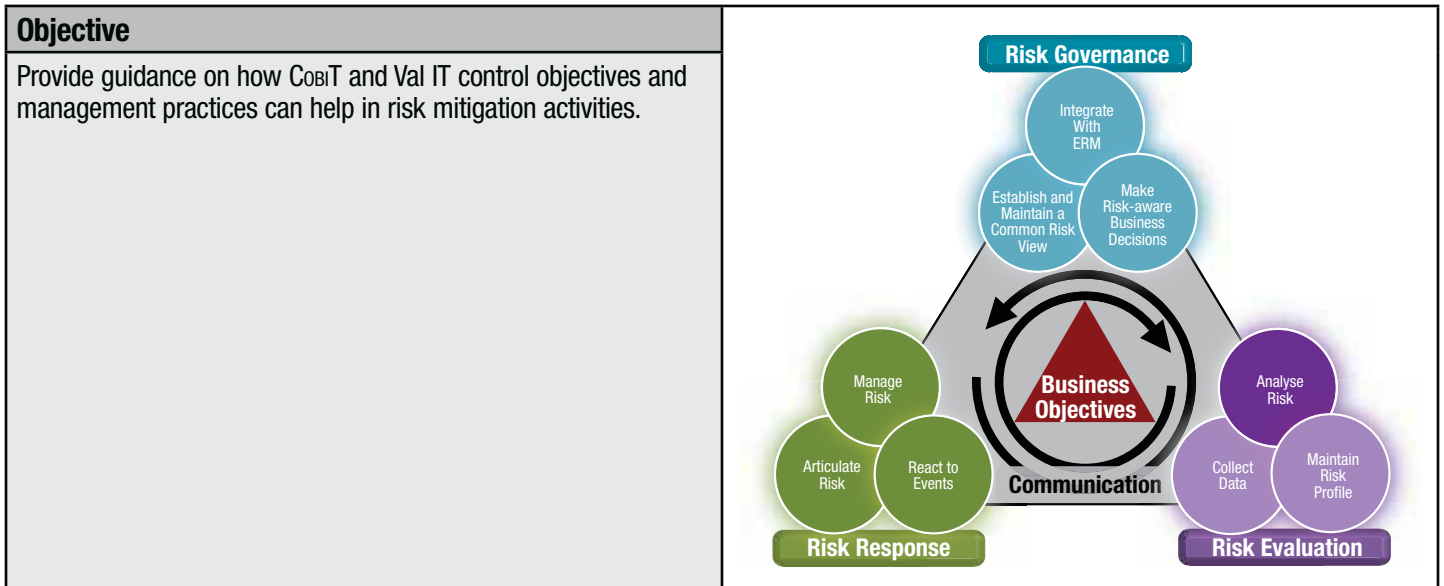 Objective
Provide guidance on how COBIT and Val IT control objectives and
management practices can help in risk mitigation activities.
Risk Governance
Integrate
With
ERM
Establish and
Maintain a
Common Risk
View
Make
Risk-aware
Business
Decisions
Manage
Risk
Articulate
Risk
React to
Events
Risk Response
Business
Objectives
Communication
Analyse
Risk
Collect
Data
Maintain
Risk
Profile
Risk Evaluation